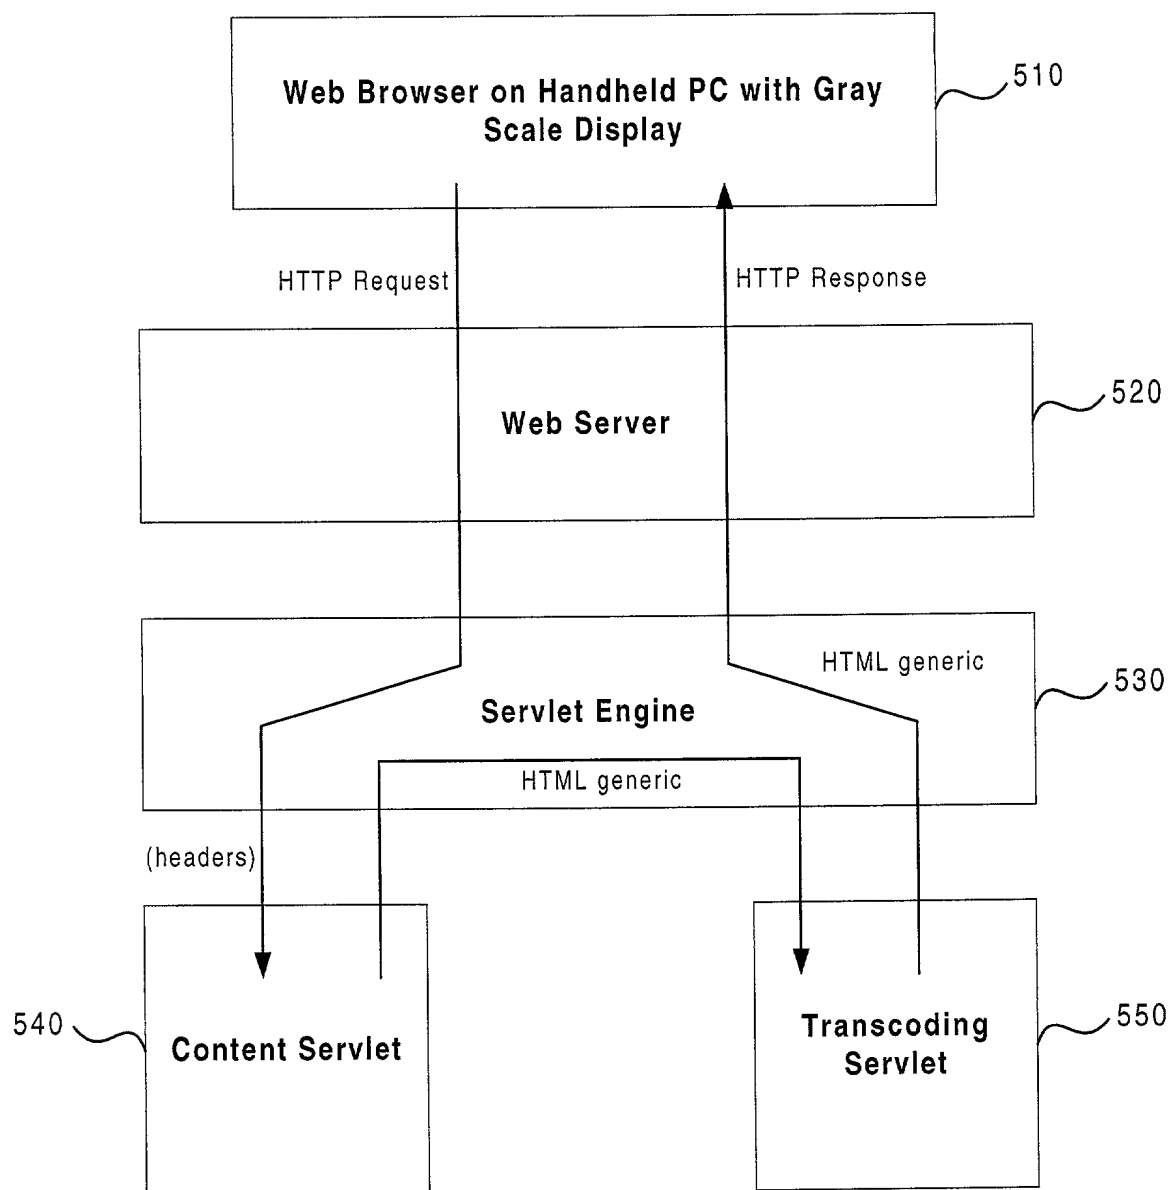 Web Browser on Handheld PC with Gray
Scale Display
510
HTTP Request
HTTP Response
520
Web Server
HTML generic
530
Servlet Engine
HTML generic
(headers)
540
Content Servlet
Transcoding
Servlet
550